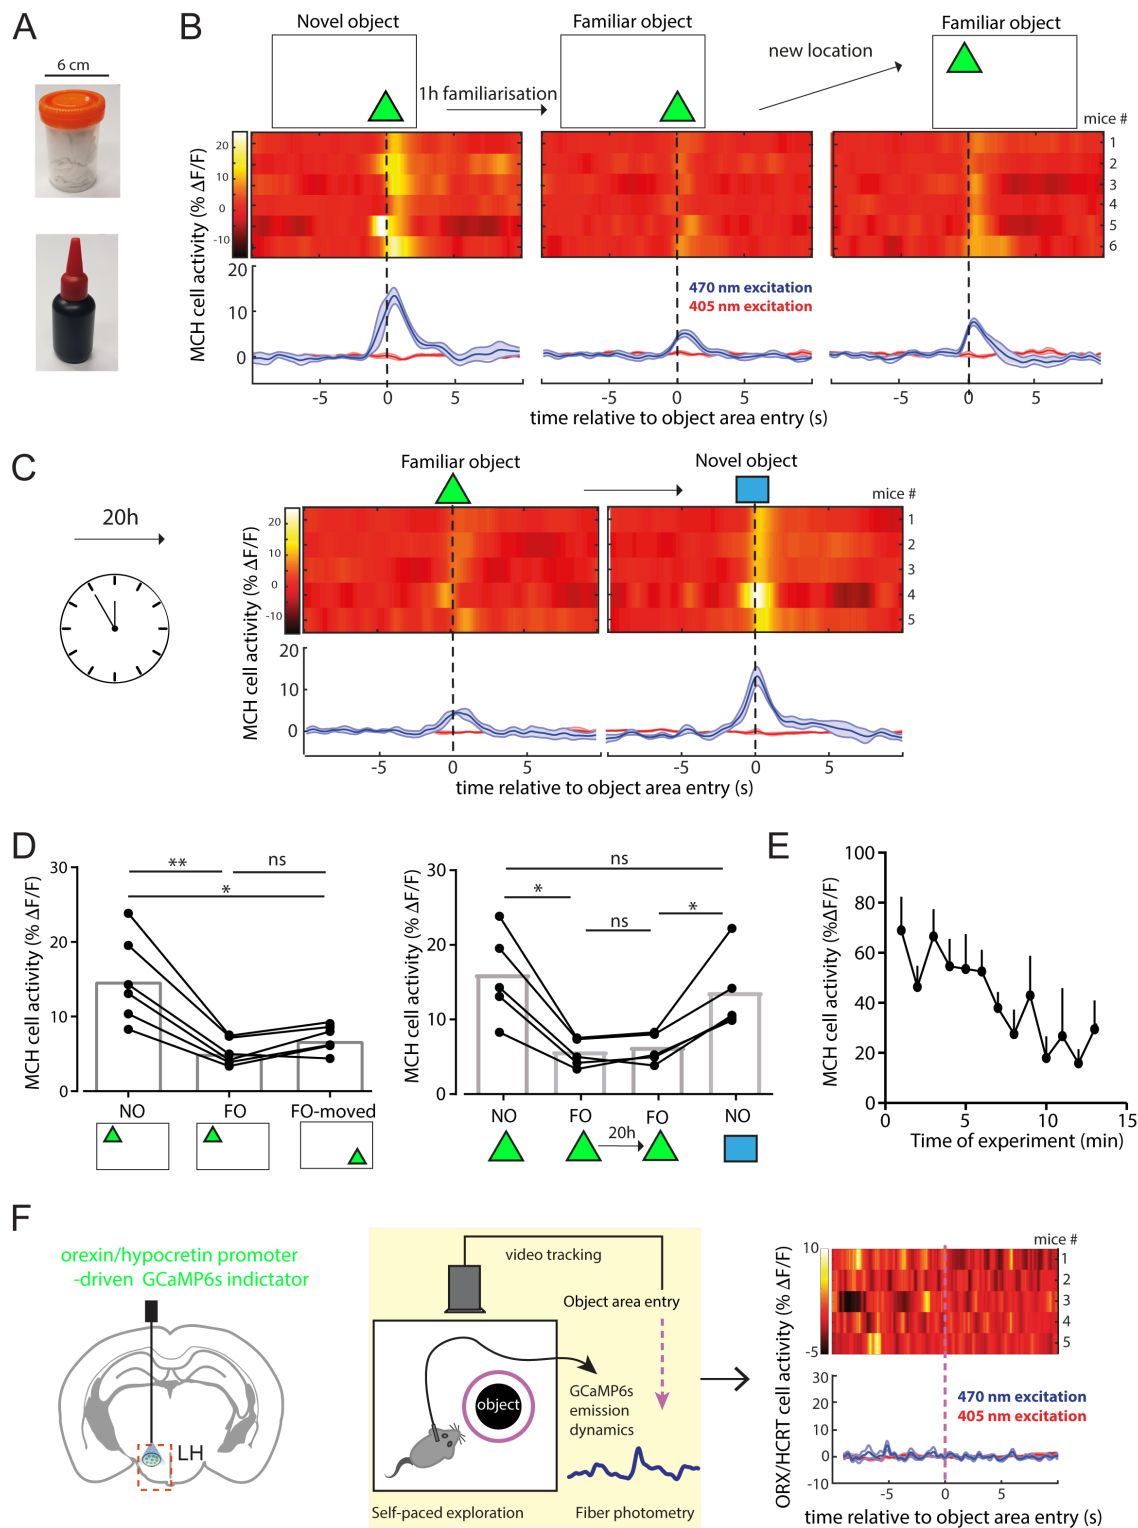 A
6 cm
B
Novel object
Familiar object
Familiar object
1h familiarisation
new location
mice #
MCH cell activity (% ΔF/F)
20
10
0
-10
1
2
3
4
5
6
20
10
0
470 nm excitation
405 nm excitation
-5 0 5
-5 0 5
-5 0 5
time relative to object area entry (s)
C
20h
Familiar object
Novel object
mice #
MCH cell activity (% ΔF/F)
20
10
0
-10
1
2
3
4
5
20
10
0
-5 0 5
-5 0 5
time relative to object area entry (s)
D
MCH cell activity (% ΔF/F)
30
20
10
0
** ns
*
NO FO FO-moved
MCH cell activity (% ΔF/F)
30
20
10
0
ns
* *
ns
NO FO FO NO
20h
E
MCH cell activity (%ΔF/F)
100
80
60
40
20
0
0 5 10 15
Time of experiment (min)
F
orexin/hypocretin promoter
-driven GCaMP6s indictator
LH
video tracking
Object area entry
object
GCaMP6s
emission
dynamics
Self-paced exploration
Fiber photometry
mice #
ORX/HCRT cell activity (% ΔF/F)
10
-5
1
2
3
4
5
30
20
10
0
-10
470 nm excitation
405 nm excitation
-5 0 5
time relative to object area entry (s)